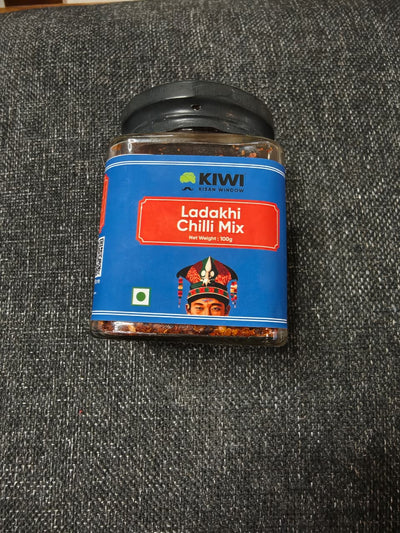 KIWI
KISAN WINDOW
Ladakhi
Chilli Mix
Net Weight : 100g